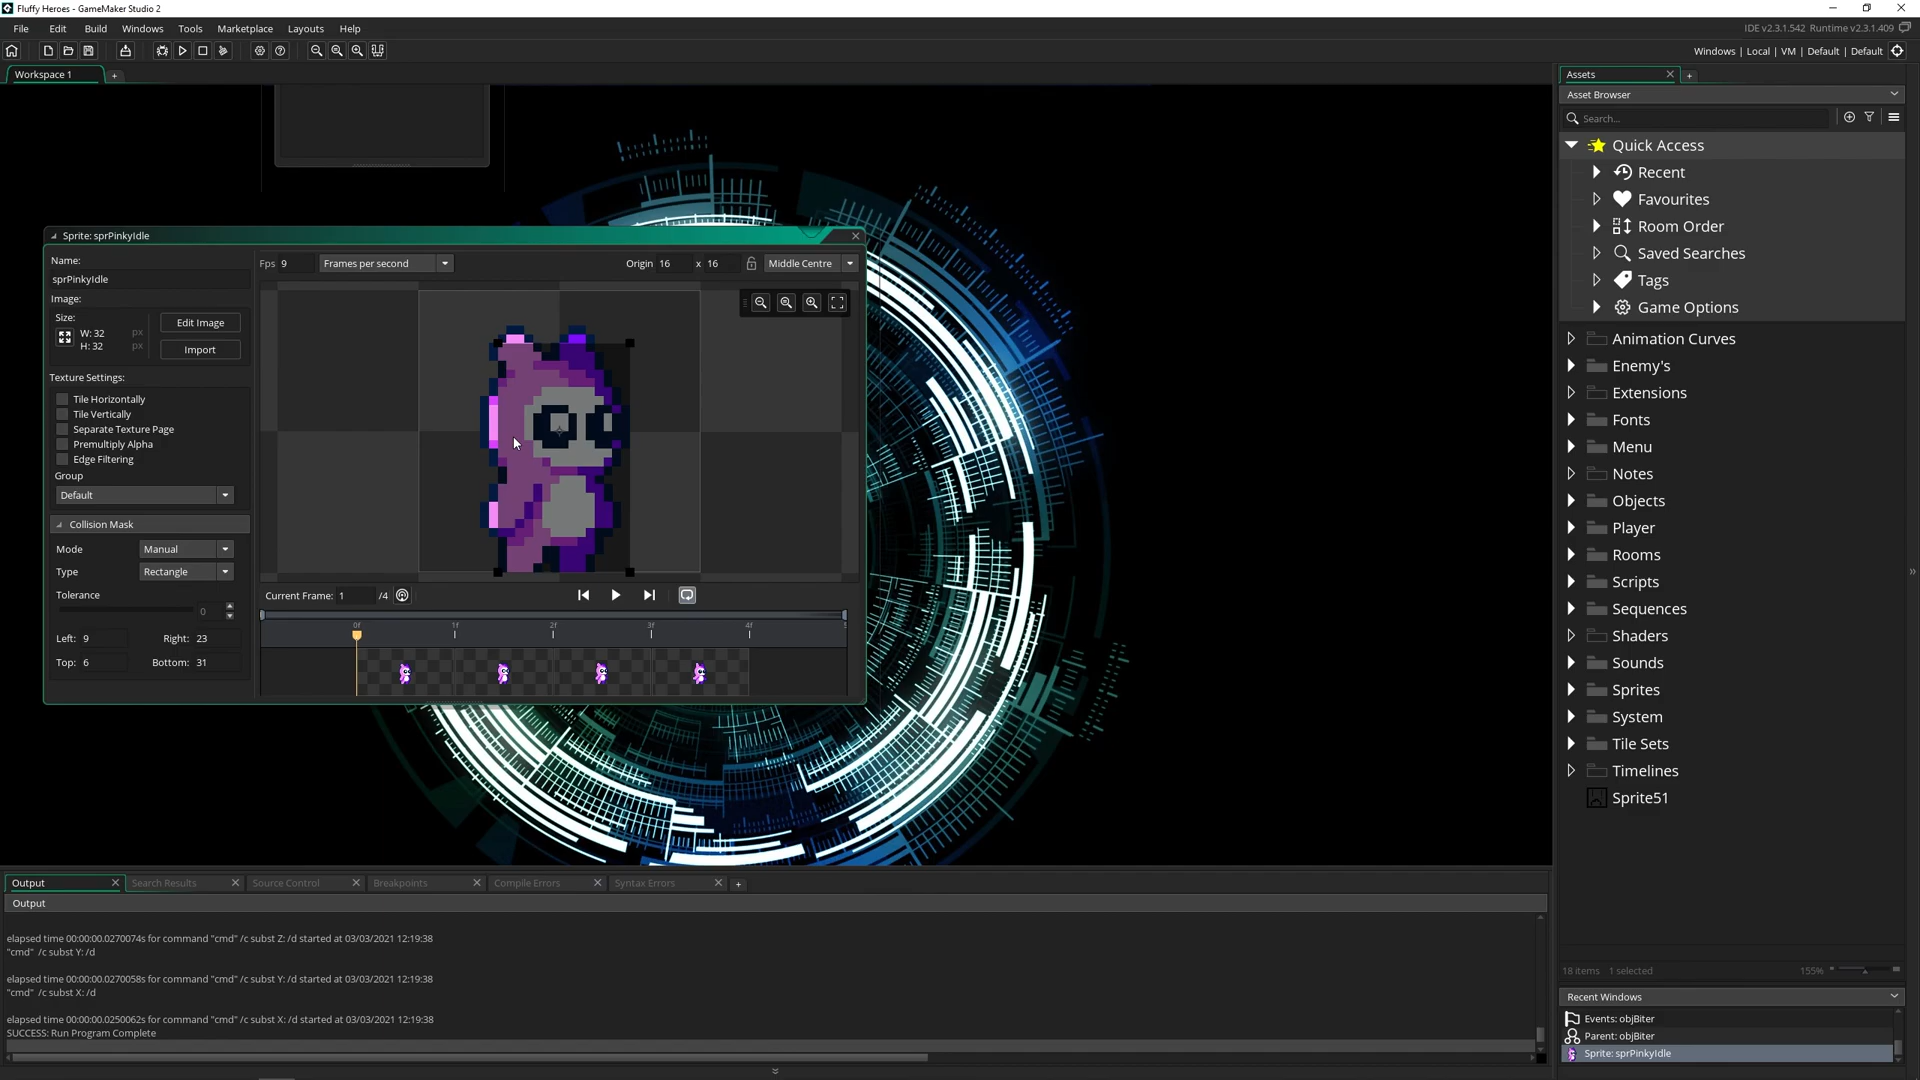 Fluffy Heroes - GameMaker Studio 2
File Edit Build Windows Tools Marketplace Layouts Help
IDE v2.3.1.542 Runtime v2.3.1.409
Windows | Local | VM | Default | Default
Workspace 1 +
Assets
Asset Browser
Search...
Quick Access
Recent
Favourites
Room Order
Saved Searches
Tags
Game Options
Animation Curves
Enemy's
Extensions
Fonts
Menu
Notes
Objects
Player
Rooms
Scripts
Sequences
Shaders
Sounds
Sprites
System
Tile Sets
Timelines
Sprite51
18 items 1 selected 155%
Recent Windows
Events: objBiter
Parent: objBiter
Sprite: sprPinkyIdle
Sprite: sprPinkyIdle
Name:
sprPinkyIdle
Image:
Size:
W: 32 px
H: 32 px
Edit Image
Import
Texture Settings:
Tile Horizontally
Tile Vertically
Separate Texture Page
Premultiply Alpha
Edge Filtering
Group
Default
Collision Mask
Mode Manual
Type Rectangle
Tolerance
0
Left: 9 Right: 23
Top: 6 Bottom: 31
Fps 9 Frames per second Origin 16 x 16 Middle Centre
Current Frame: 1 /4
0f 1f 2f 3f 4f 5
Output Search Results Source Control Breakpoints Compile Errors Syntax Errors +
Output
elapsed time 00:00:00.0270074s for command "cmd" /c subst Z: /d started at 03/03/2021 12:19:38
"cmd" /c subst Y: /d
elapsed time 00:00:00.0270058s for command "cmd" /c subst Y: /d started at 03/03/2021 12:19:38
"cmd" /c subst X: /d
elapsed time 00:00:00.0250062s for command "cmd" /c subst X: /d started at 03/03/2021 12:19:38
SUCCESS: Run Program Complete